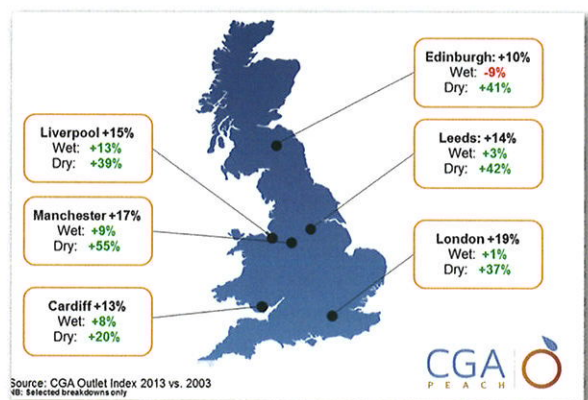 Edinburgh: +10%
Wet: -9%
Dry: +41%
Liverpool +15%
Wet: +13%
Dry: +39%
Leeds: +14%
Wet: +3%
Dry: +42%
Manchester +17%
Wet: +9%
Dry: +55%
London +19%
Wet: +1%
Dry: +37%
Cardiff +13%
Wet: +8%
Dry: +20%
CGA
PEACH
Source: CGA Outlet Index 2013 vs. 2003
NB: Selected breakdowns only